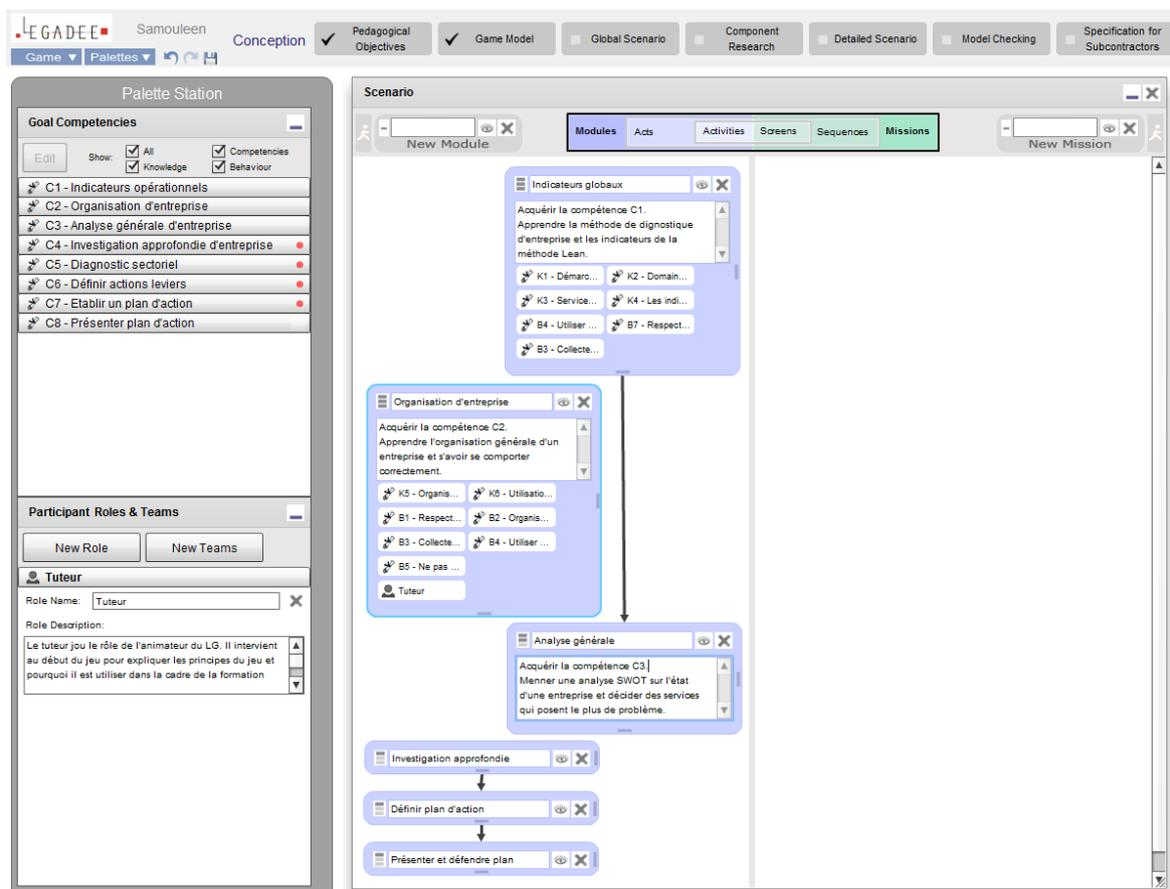 LEGADEE
Samouleen
Conception
Pedagogical
Objectives
Game Model
Global Scenario
Component
Research
Detailed Scenario
Model Checking
Specification for
Subcontractors
Game
Palettes
Palette Station
Goal Competencies
Edit
Show:
All
Competencies
Knowledge
Behaviour
C1 - Indicateurs opérationnels
C2 - Organisation d'entreprise
C3 - Analyse générale d'entreprise
C4 - Investigation approfondie d'entreprise
C5 - Diagnostic sectoriel
C6 - Définir actions leviers
C7 - Etablir un plan d'action
C8 - Présenter plan d'action
Participant Roles & Teams
New Role
New Teams
Tuteur
Role Name: Tuteur
Role Description:
Le tuteur jou le rôle de l'animateur du LG. Il intervient
au début du jeu pour expliquer les principes du jeu et
pourquoi il est utiliser dans la cadre de la formation
Scenario
New Module
Modules
Acts
Activities
Screens
Sequences
Missions
New Mission
Indicateurs globaux
Acquérir la compétence C1.
Apprendre la méthode de dignostique
d'entreprise et les indicateurs de la
méthode Lean.
K1 - Démarc...
K2 - Domain...
K3 - Service...
K4 - Les indi...
B4 - Utiliser ...
B7 - Respect...
B3 - Collecte...
Organisation d'entreprise
Acquérir la compétence C2.
Apprendre l'organisation générale d'un
entreprise et s'avoir se comporter
correctement.
K5 - Organis...
K6 - Utilisatio...
B1 - Respect...
B2 - Organis...
B3 - Collecte...
B4 - Utiliser ...
B5 - Ne pas ...
Tuteur
Analyse générale
Acquérir la compétence C3.
Menner une analyse SWOT sur l'état
d'une entreprise et décider des services
qui posent le plus de problème.
Investigation approfondie
Définir plan d'action
Présenter et défendre plan